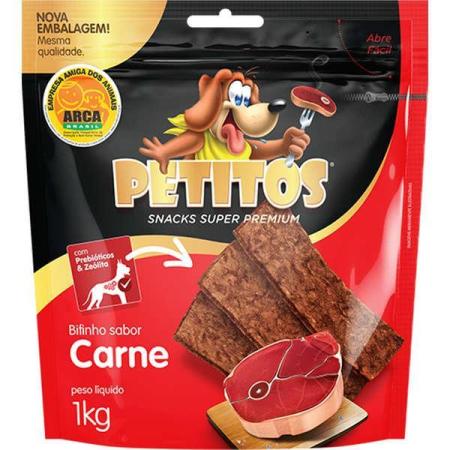 NOVA
EMBALAGEM!
Mesma
qualidade.
Abre
Fácil
EMPRESA AMIGA DOS ANIMAIS
ARCA
BRASIL
PETITOS
SNACKS SUPER PREMIUM
com
Prebióticos
& Zeólita
Bifinho sabor
Carne
peso líquido
1kg